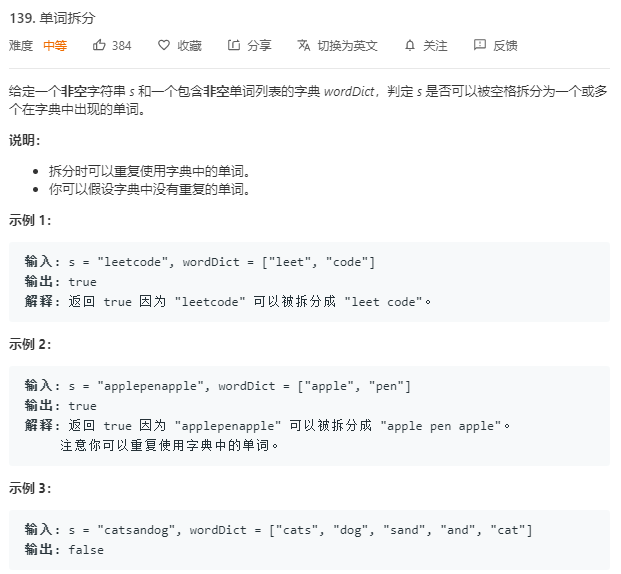 139. 单词拆分
难度 中等 384 收藏 分享 切换为英文 关注 反馈
给定一个非空字符串 s 和一个包含非空单词列表的字典 wordDict，判定 s 是否可以被空格拆分为一个或多
个在字典中出现的单词。
说明：
• 拆分时可以重复使用字典中的单词。
• 你可以假设字典中没有重复的单词。
示例 1：
输入: s = "leetcode", wordDict = ["leet", "code"]
输出: true
解释: 返回 true 因为 "leetcode" 可以被拆分成 "leet code"。
示例 2：
输入: s = "applepenapple", wordDict = ["apple", "pen"]
输出: true
解释: 返回 true 因为 "applepenapple" 可以被拆分成 "apple pen apple"。
注意你可以重复使用字典中的单词。
示例 3：
输入: s = "catsandog", wordDict = ["cats", "dog", "sand", "and", "cat"]
输出: false